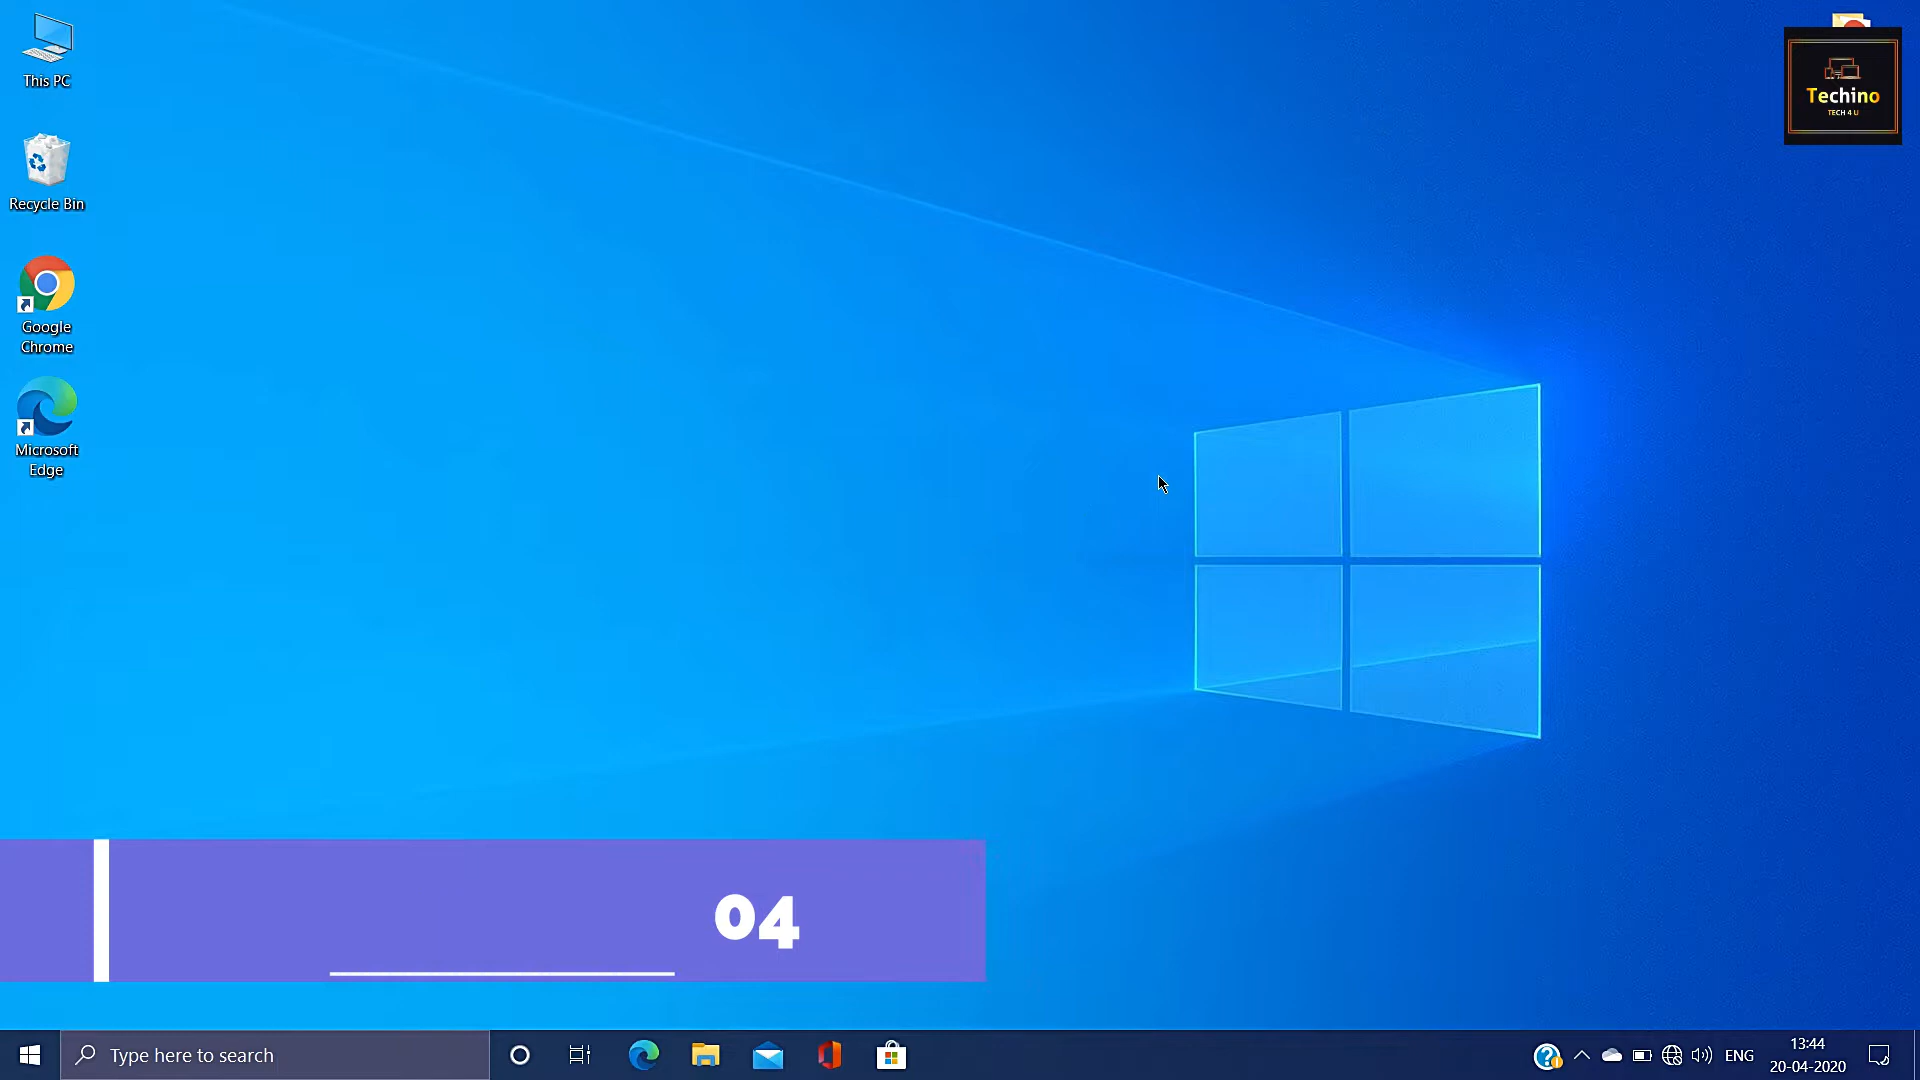 This PC
Recycle Bin
Google
Chrome
Microsoft
Edge
Techino
TECH 4 U
04
Type here to search
ENG
13:44
20-04-2020